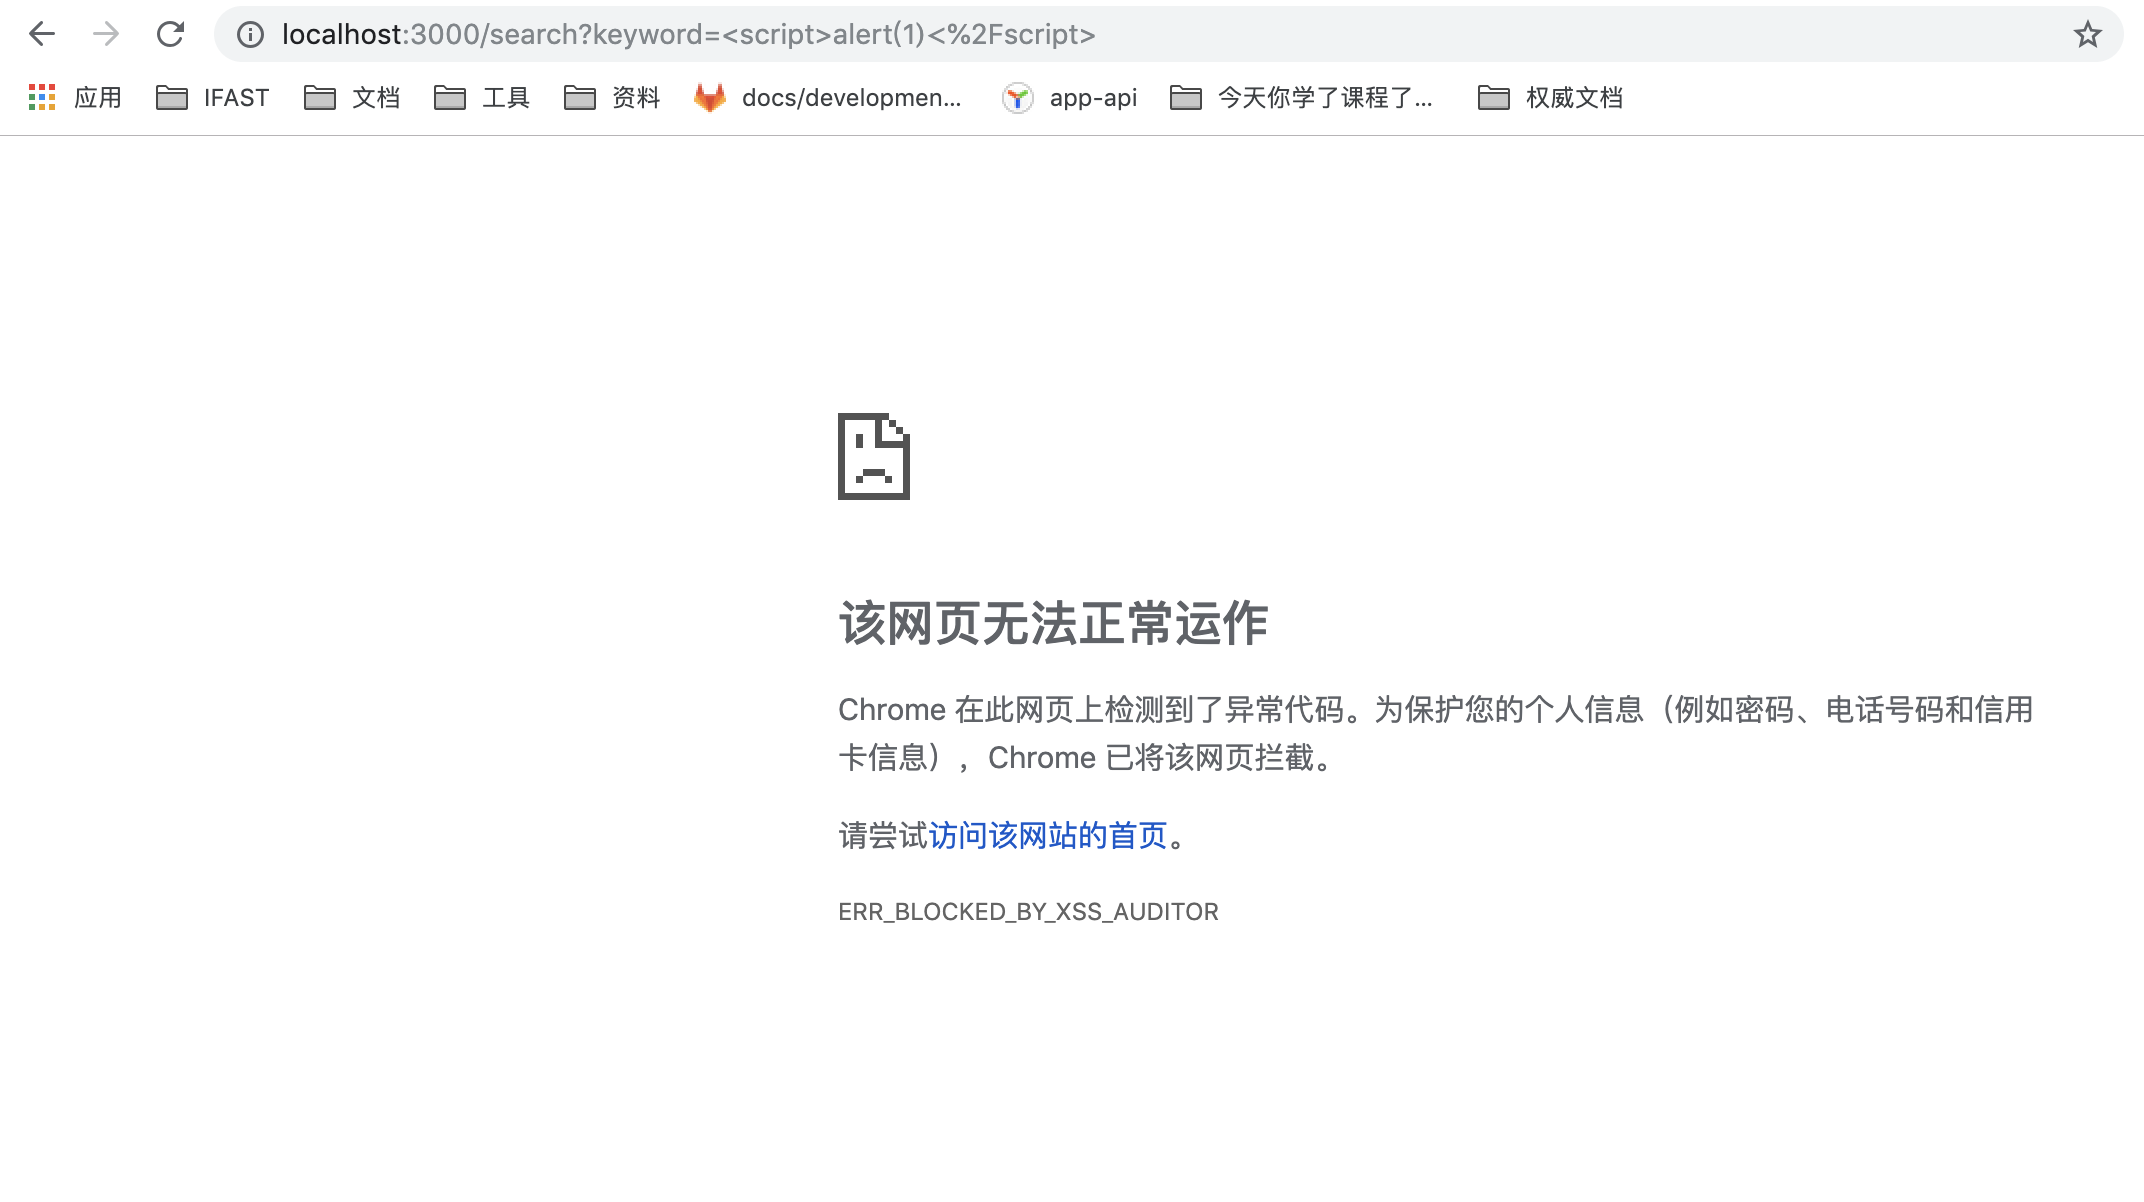 localhost:3000/search?keyword=<script>alert(1)<%2Fscript>
应用 IFAST 文档 工具 资料 docs/developmen... app-api 今天你学了课程了... 权威文档
该网页无法正常运作
Chrome 在此网页上检测到了异常代码。为保护您的个人信息（例如密码、电话号码和信用
卡信息），Chrome 已将该网页拦截。
请尝试访问该网站的首页。
ERR_BLOCKED_BY_XSS_AUDITOR